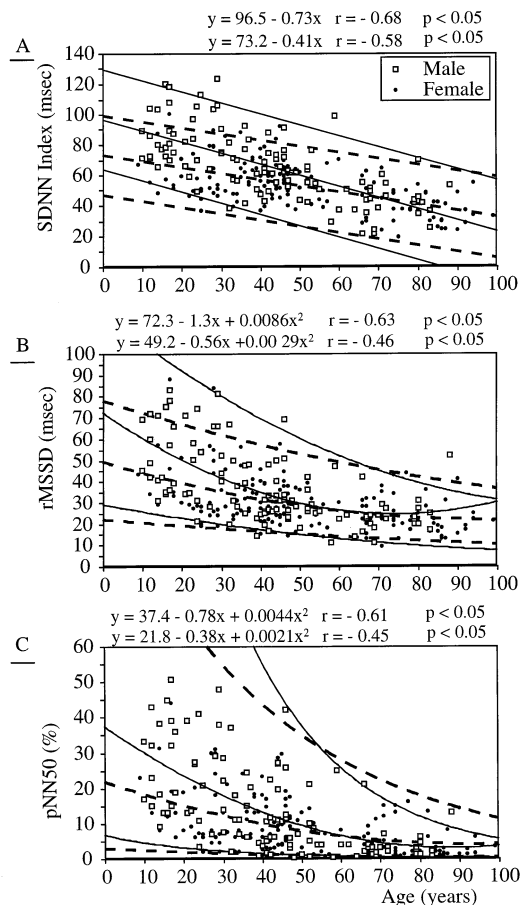 y = 96.5 - 0.73x r = - 0.68 p < 0.05
y = 73.2 - 0.41x r = - 0.58 p < 0.05
A
Male
Female
SDNN Index (msec)
140
120
100
80
60
40
20
0
0 10 20 30 40 50 60 70 80 90 100
y = 72.3 - 1.3x + 0.0086x² r = - 0.63 p < 0.05
y = 49.2 - 0.56x +0.00 29x² r = - 0.46 p < 0.05
B
rMSSD (msec)
100
90
80
70
60
50
40
30
20
10
0
0 10 20 30 40 50 60 70 80 90 100
y = 37.4 - 0.78x + 0.0044x² r = - 0.61 p < 0.05
y = 21.8 - 0.38x + 0.0021x² r = - 0.45 p < 0.05
C
pNN50 (%)
60
50
40
30
20
10
0
0 10 20 30 40 50 60 70 80 90 100
Age (years)